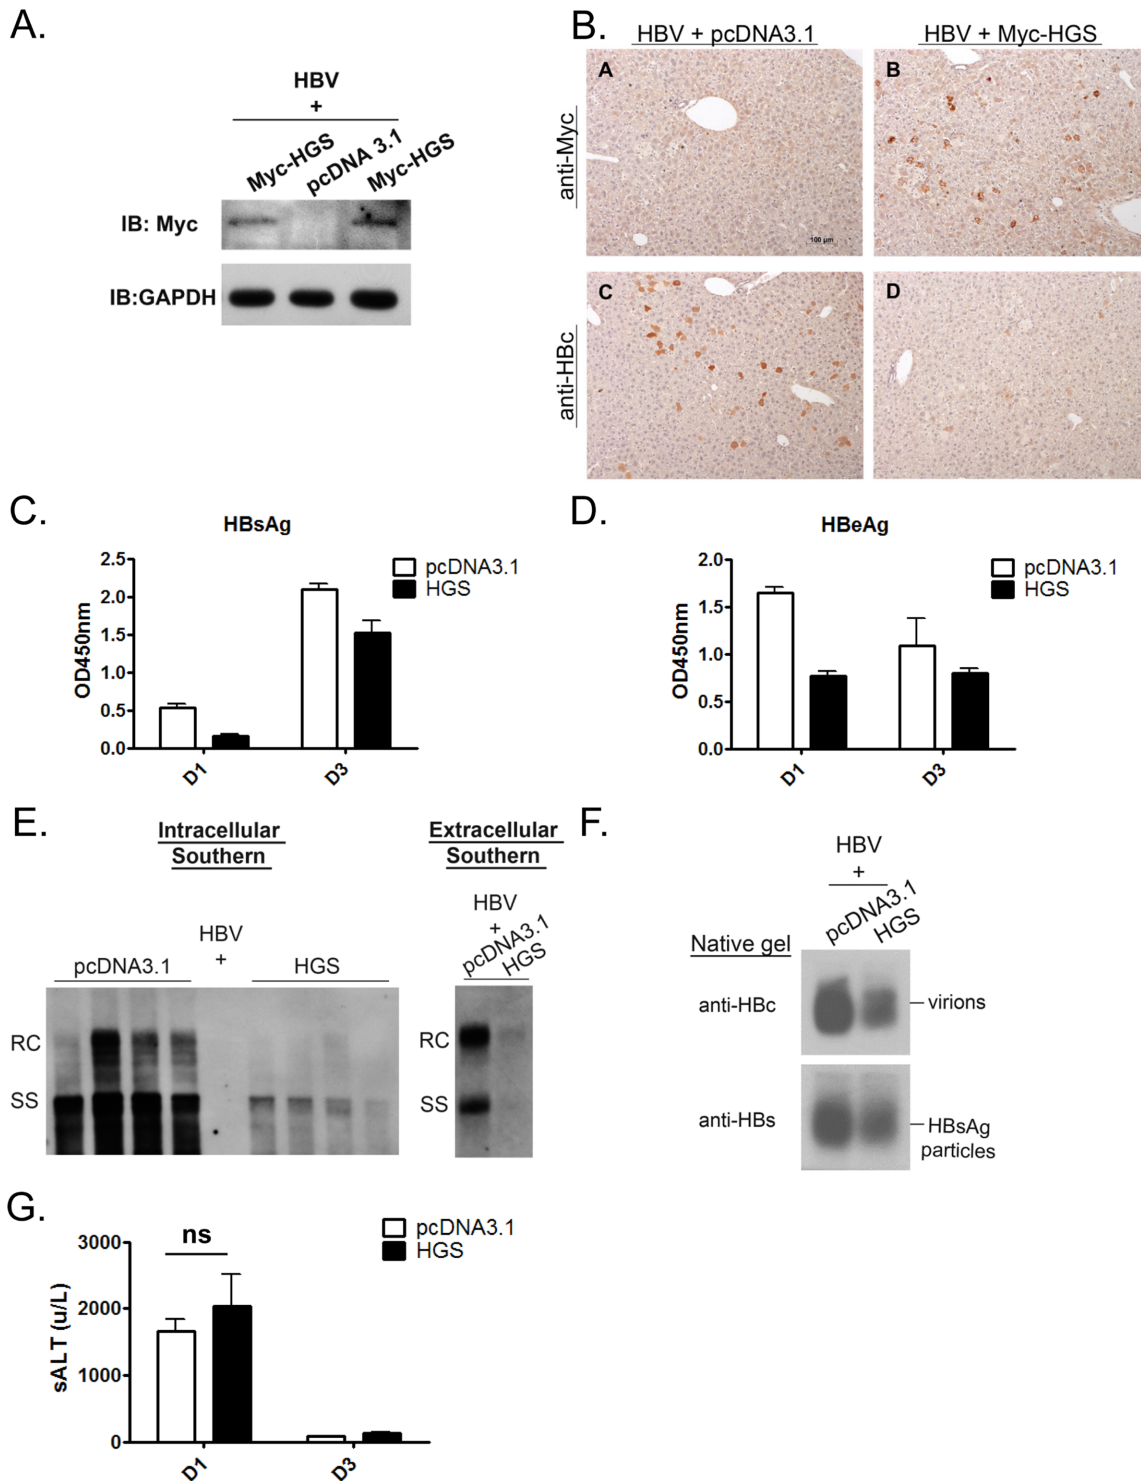 A.
HBV
+
Myc-HGS
pcDNA 3.1
Myc-HGS
IB: Myc
IB:GAPDH
B.
HBV + pcDNA3.1
HBV + Myc-HGS
anti-Myc
anti-HBc
A
B
100 µm
C
D
C.
HBsAg
pcDNA3.1
HGS
OD450nm
2.5
2.0
1.5
1.0
0.5
0.0
D1
D3
D.
HBeAg
pcDNA3.1
HGS
OD450nm
2.0
1.5
1.0
0.5
0.0
D1
D3
E.
Intracellular
Southern
HBV
+
pcDNA3.1
HGS
RC
SS
Extracellular
Southern
HBV
+
pcDNA3.1
HGS
RC
SS
F.
HBV
+
pcDNA3.1
HGS
Native gel
anti-HBc
virions
anti-HBs
HBsAg
particles
G.
pcDNA3.1
HGS
ns
sALT (u/L)
3000
2000
1000
0
D1
D3